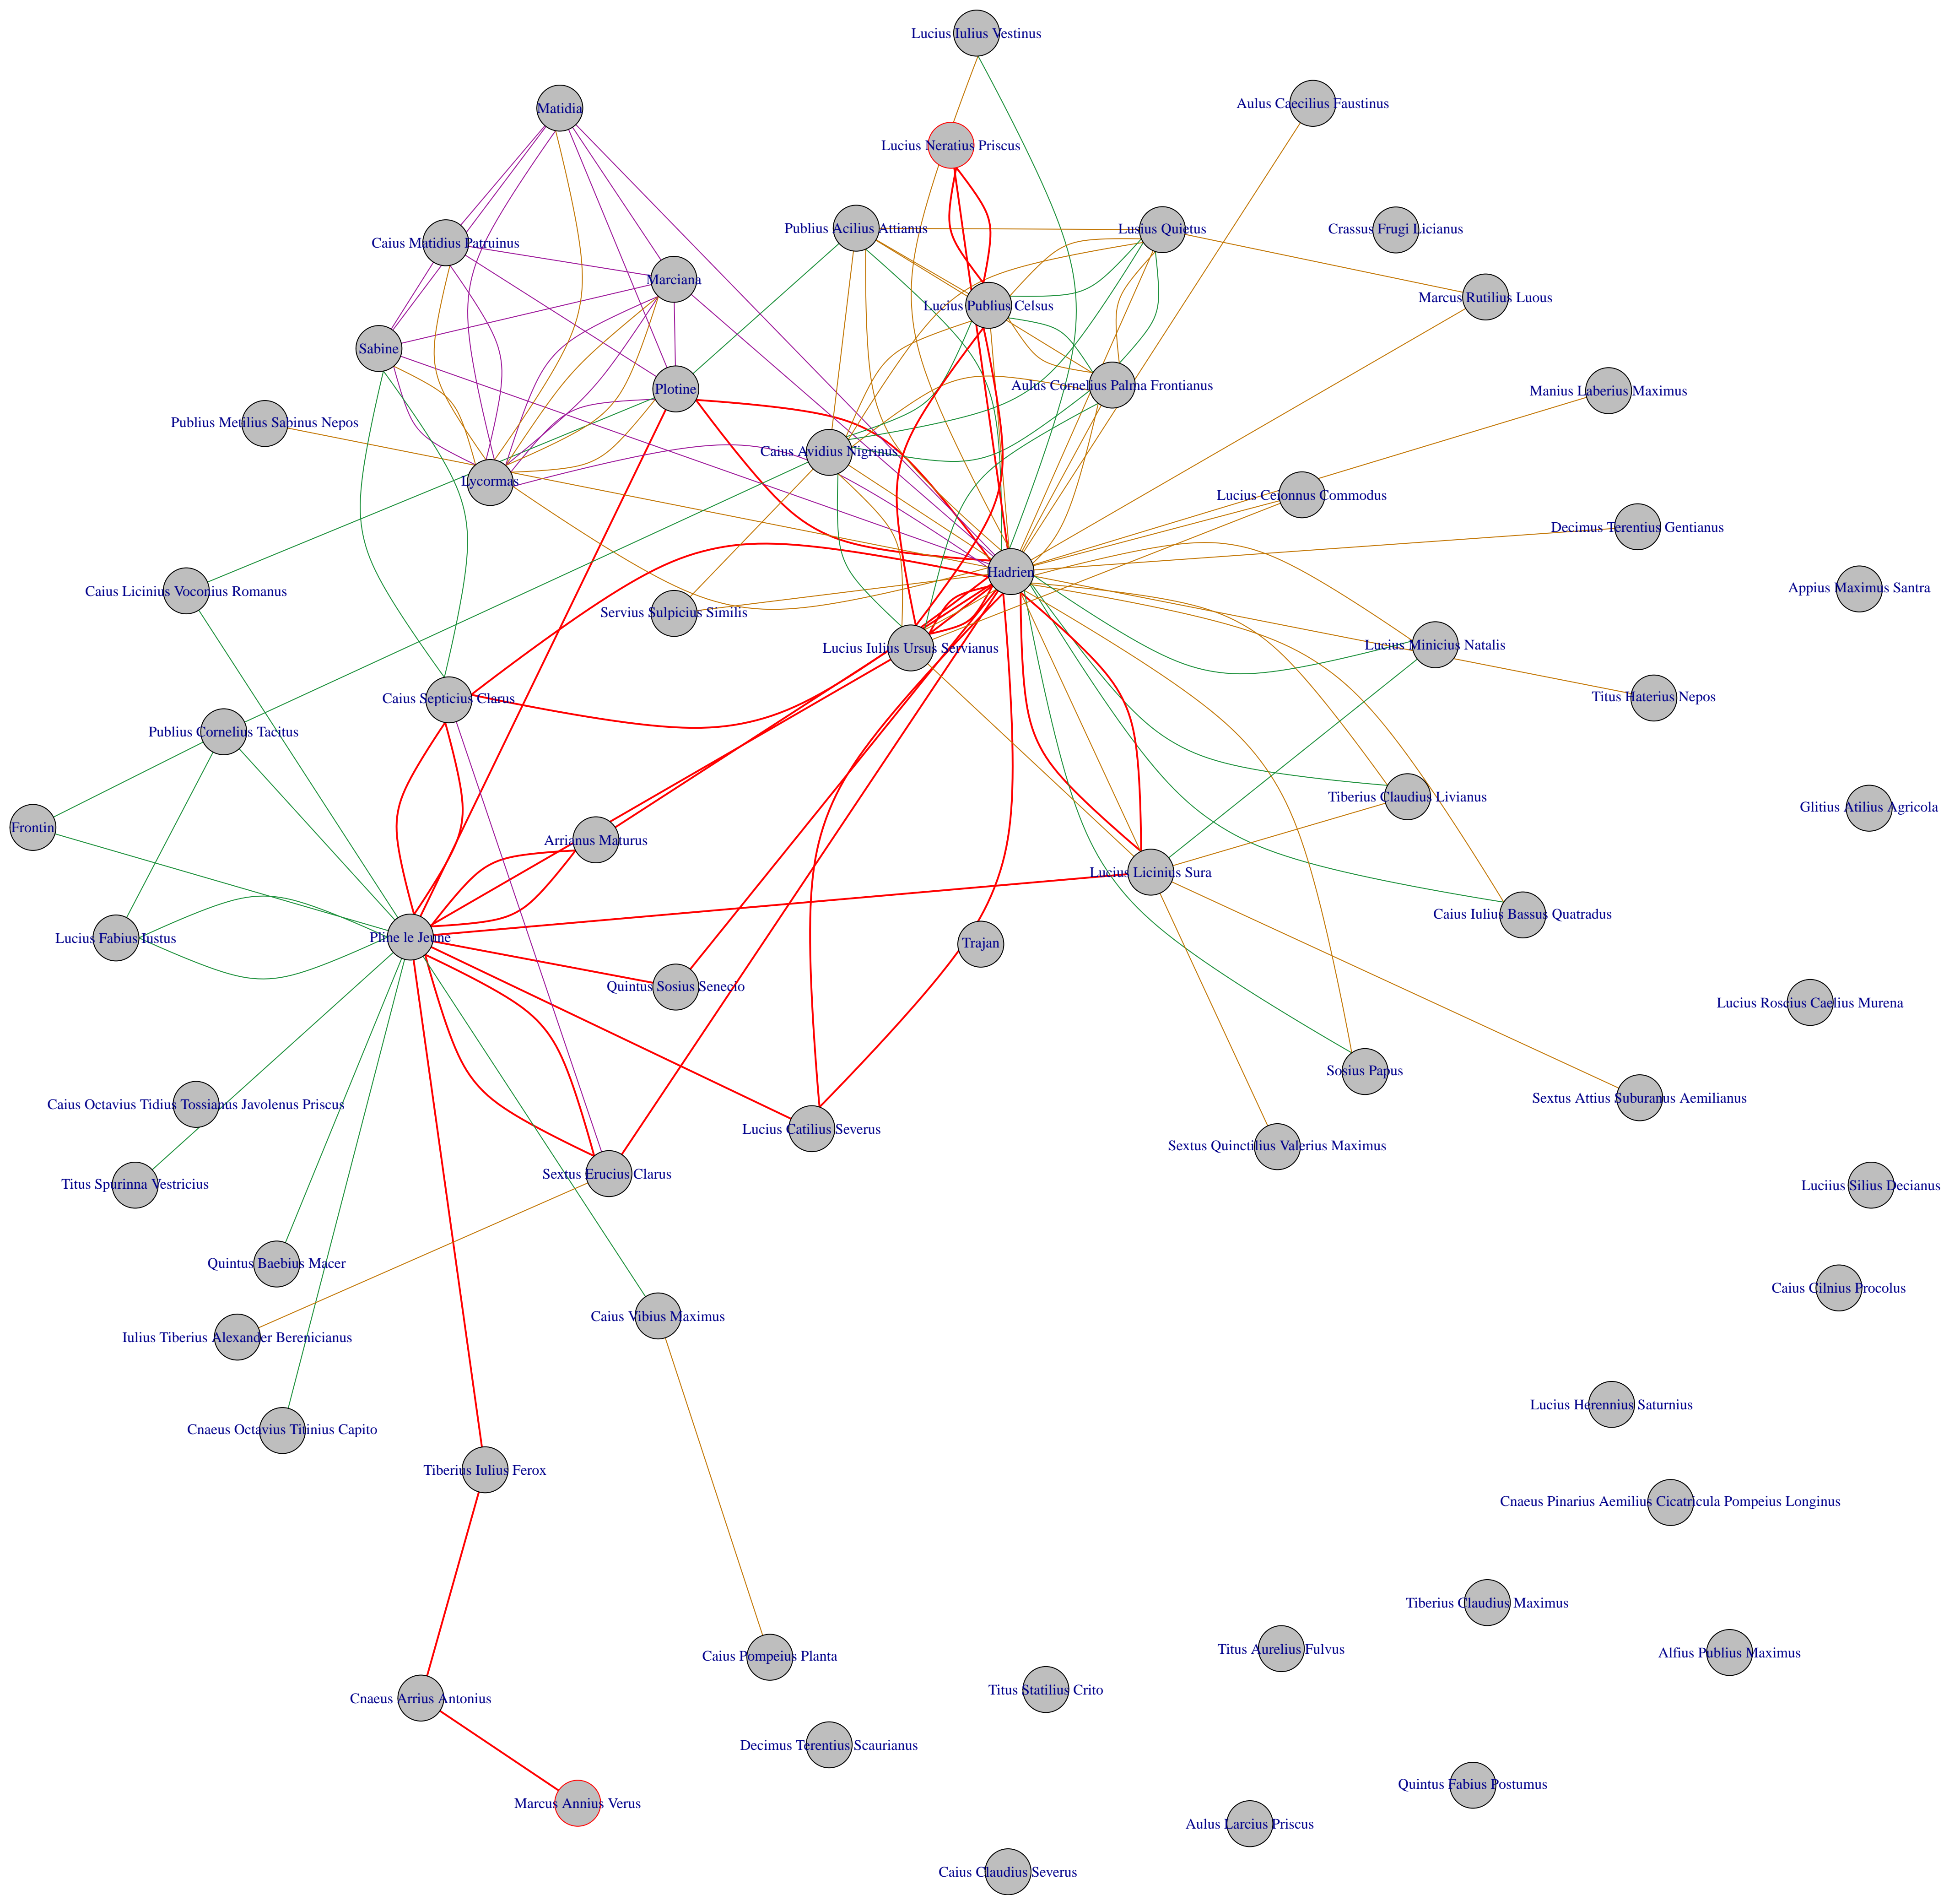 Lucius Iulius Vestinus
Aulus Caecilius Faustinus
Matidia
Lucius Neratius Priscus
Publius Acilius Attianus
Lusius Quietus
Crassus Frugi Licianus
Caius Matidius Patruinus
Marciana
Marcus Rutilius Luous
Lucius Publius Celsus
Sabine
Plotine
Aulus Cornelius Palma Frontianus
Manius Laberius Maximus
Publius Metilius Sabinus Nepos
Caius Avidius Nigrinus
Lycormas
Lucius Ceionnus Commodus
Decimus Terentius Gentianus
Hadrien
Caius Licinius Voconius Romanus
Appius Maximus Santra
Servius Sulpicius Similis
Lucius Iulius Ursus Servianus
Lucius Minicius Natalis
Caius Septicius Clarus
Titus Haterius Nepos
Publius Cornelius Tacitus
Tiberius Claudius Livianus
Glitius Atilius Agricola
Frontin
Arrianus Maturus
Lucius Licinius Sura
Caius Iulius Bassus Quatradus
Lucius Fabius Iustus
Pline le Jeune
Trajan
Quintus Sosius Senecio
Lucius Roscius Caelius Murena
Sosius Papus
Sextus Attius Suburanus Aemilianus
Caius Octavius Tidius Tossianus Javolenus Priscus
Lucius Catilius Severus
Sextus Quinctilius Valerius Maximus
Sextus Erucius Clarus
Titus Spurinna Vestricius
Luciius Silius Decianus
Quintus Baebius Macer
Caius Cilnius Procolus
Caius Vibius Maximus
Iulius Tiberius Alexander Berenicianus
Lucius Herennius Saturnius
Cnaeus Octavius Titinius Capito
Tiberius Iulius Ferox
Cnaeus Pinarius Aemilius Cicatricula Pompeius Longinus
Tiberius Claudius Maximus
Titus Aurelius Fulvus
Alfius Publius Maximus
Caius Pompeius Planta
Titus Statilius Crito
Cnaeus Arrius Antonius
Decimus Terentius Scaurianus
Quintus Fabius Postumus
Marcus Annius Verus
Aulus Larcius Priscus
Caius Claudius Severus